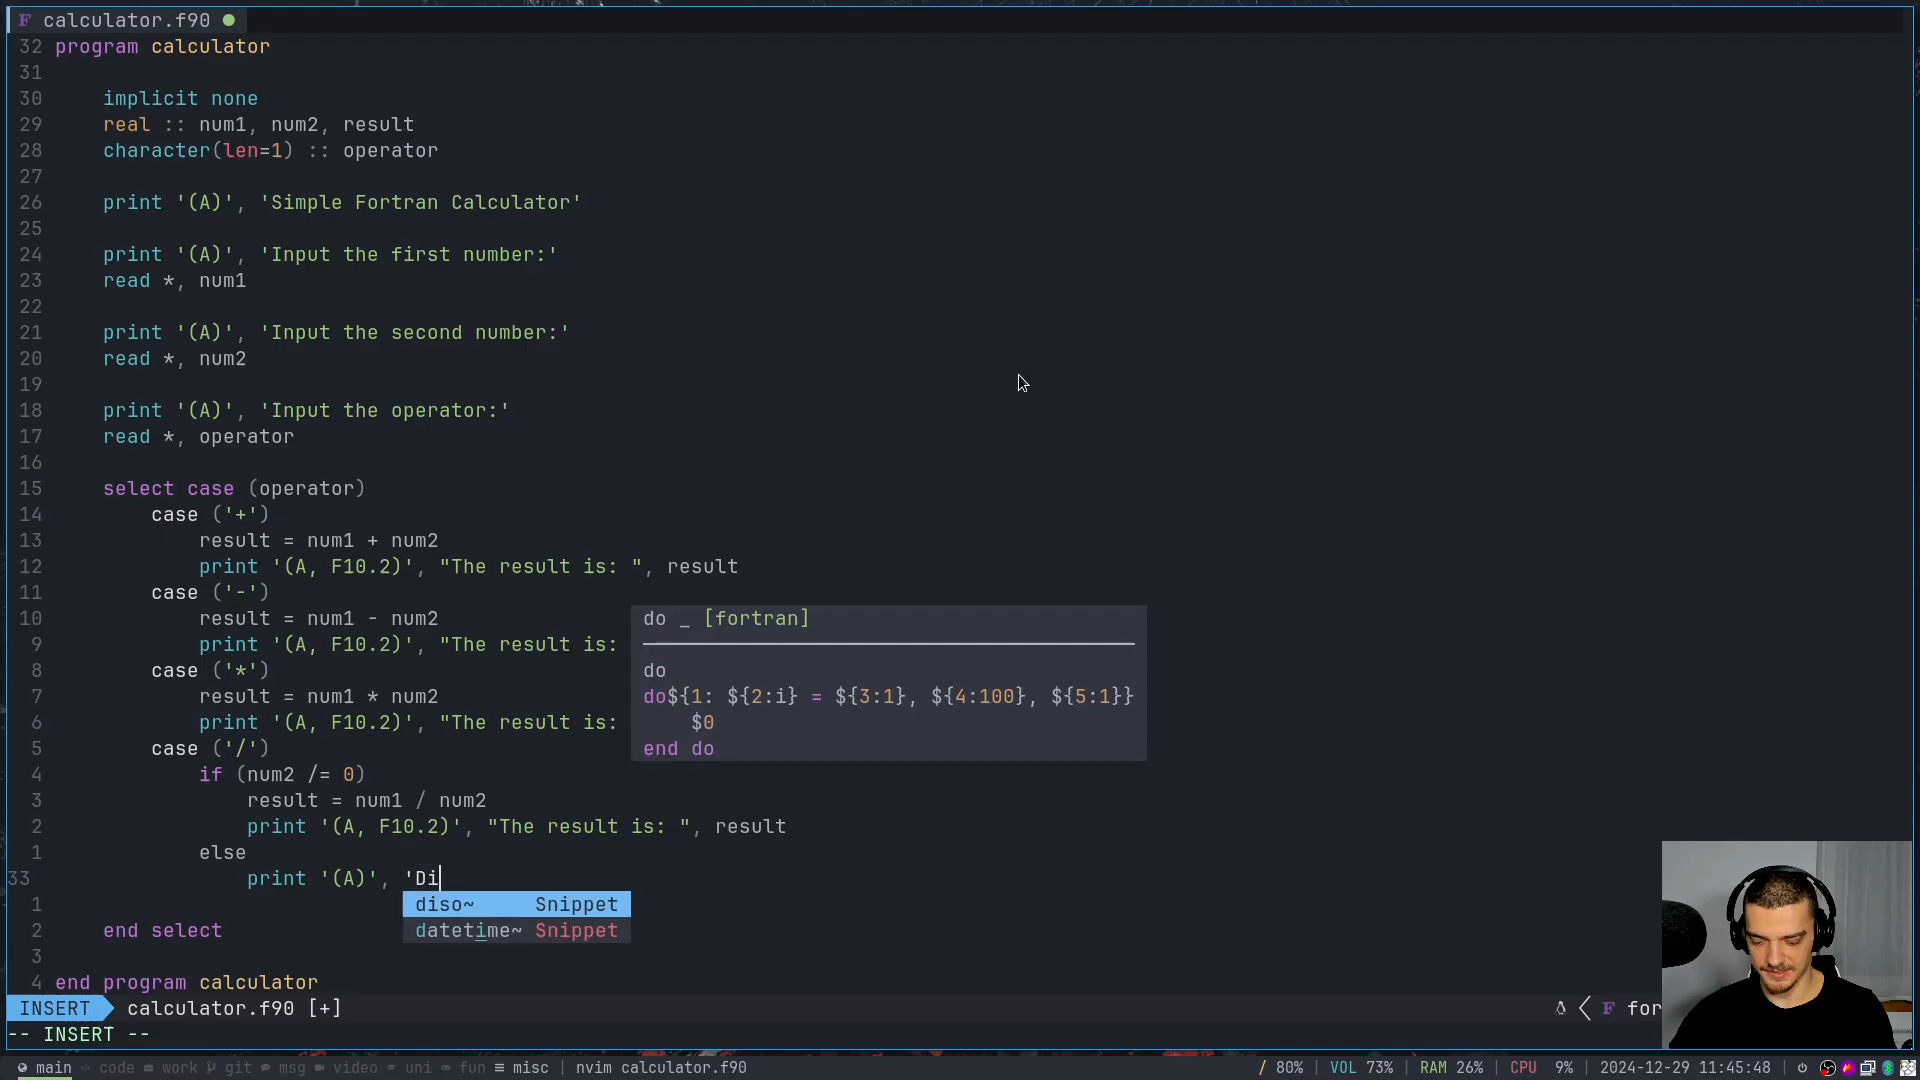 F calculator.f90
32 program calculator
31
30 implicit none
29 real :: num1, num2, result
28 character(len=1) :: operator
27
26 print '(A)', 'Simple Fortran Calculator'
25
24 print '(A)', 'Input the first number:'
23 read *, num1
22
21 print '(A)', 'Input the second number:'
20 read *, num2
19
18 print '(A)', 'Input the operator:'
17 read *, operator
16
15 select case (operator)
14 case ('+')
13 result = num1 + num2
12 print '(A, F10.2)', "The result is: ", result
11 case ('-')
10 result = num1 - num2
do _ [fortran]
9 print '(A, F10.2)', "The result is:
8 case ('*')
do
7 result = num1 * num2
do${1: ${2:i} = ${3:1}, ${4:100}, ${5:1}}
6 print '(A, F10.2)', "The result is:
$0
5 case ('/')
end do
4 if (num2 /= 0)
3 result = num1 / num2
2 print '(A, F10.2)', "The result is: ", result
1 else
33 print '(A)', 'Di
1
diso~ Snippet
2 end select
datetime~ Snippet
3
4 end program calculator
INSERT calculator.f90 [+]
F for
-- INSERT --
main code work git msg video uni fun misc | nvim calculator.f90
/ 80% | VOL 73% | RAM 26% | CPU 9% | 2024-12-29 11:45:48 |